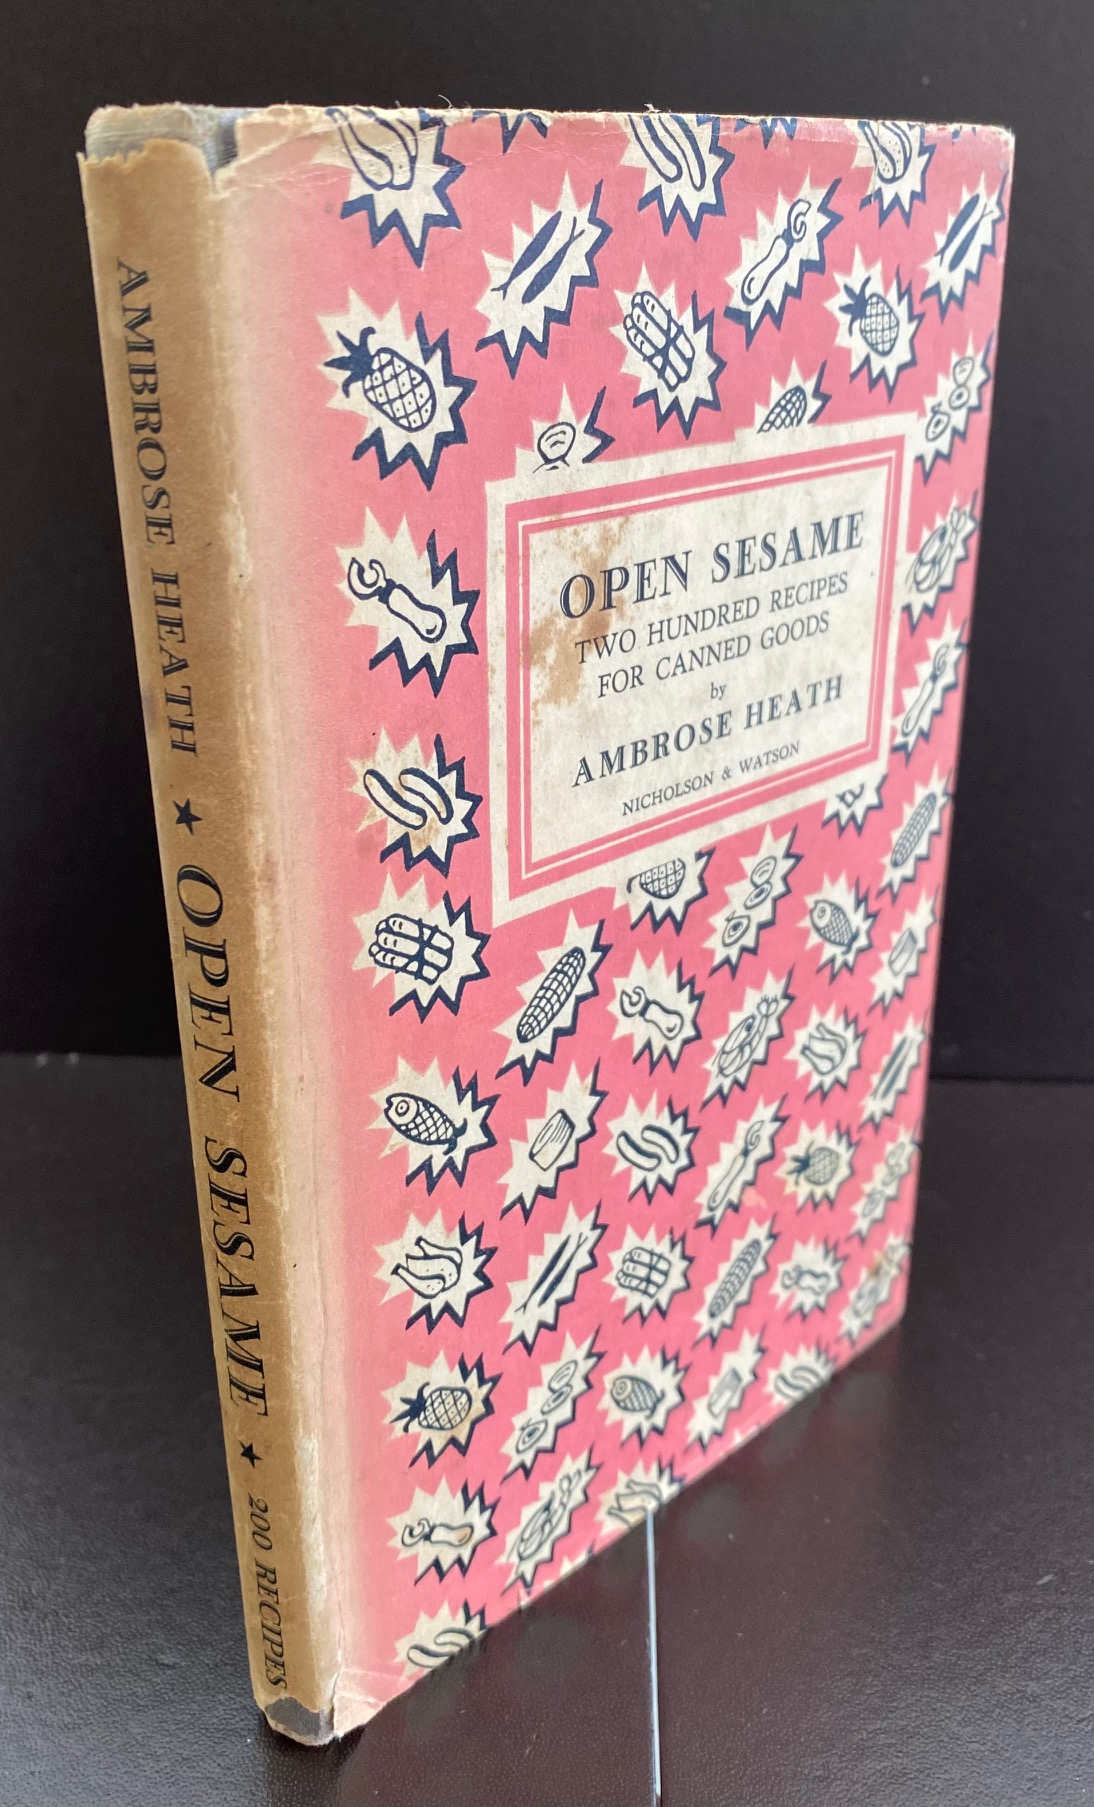 AMBROSE HEATH ★ OPEN SESAME ★ 200 RECIPES
OPEN SESAME
TWO HUNDRED RECIPES
FOR CANNED GOODS
by
AMBROSE HEATH
NICHOLSON & WATSON